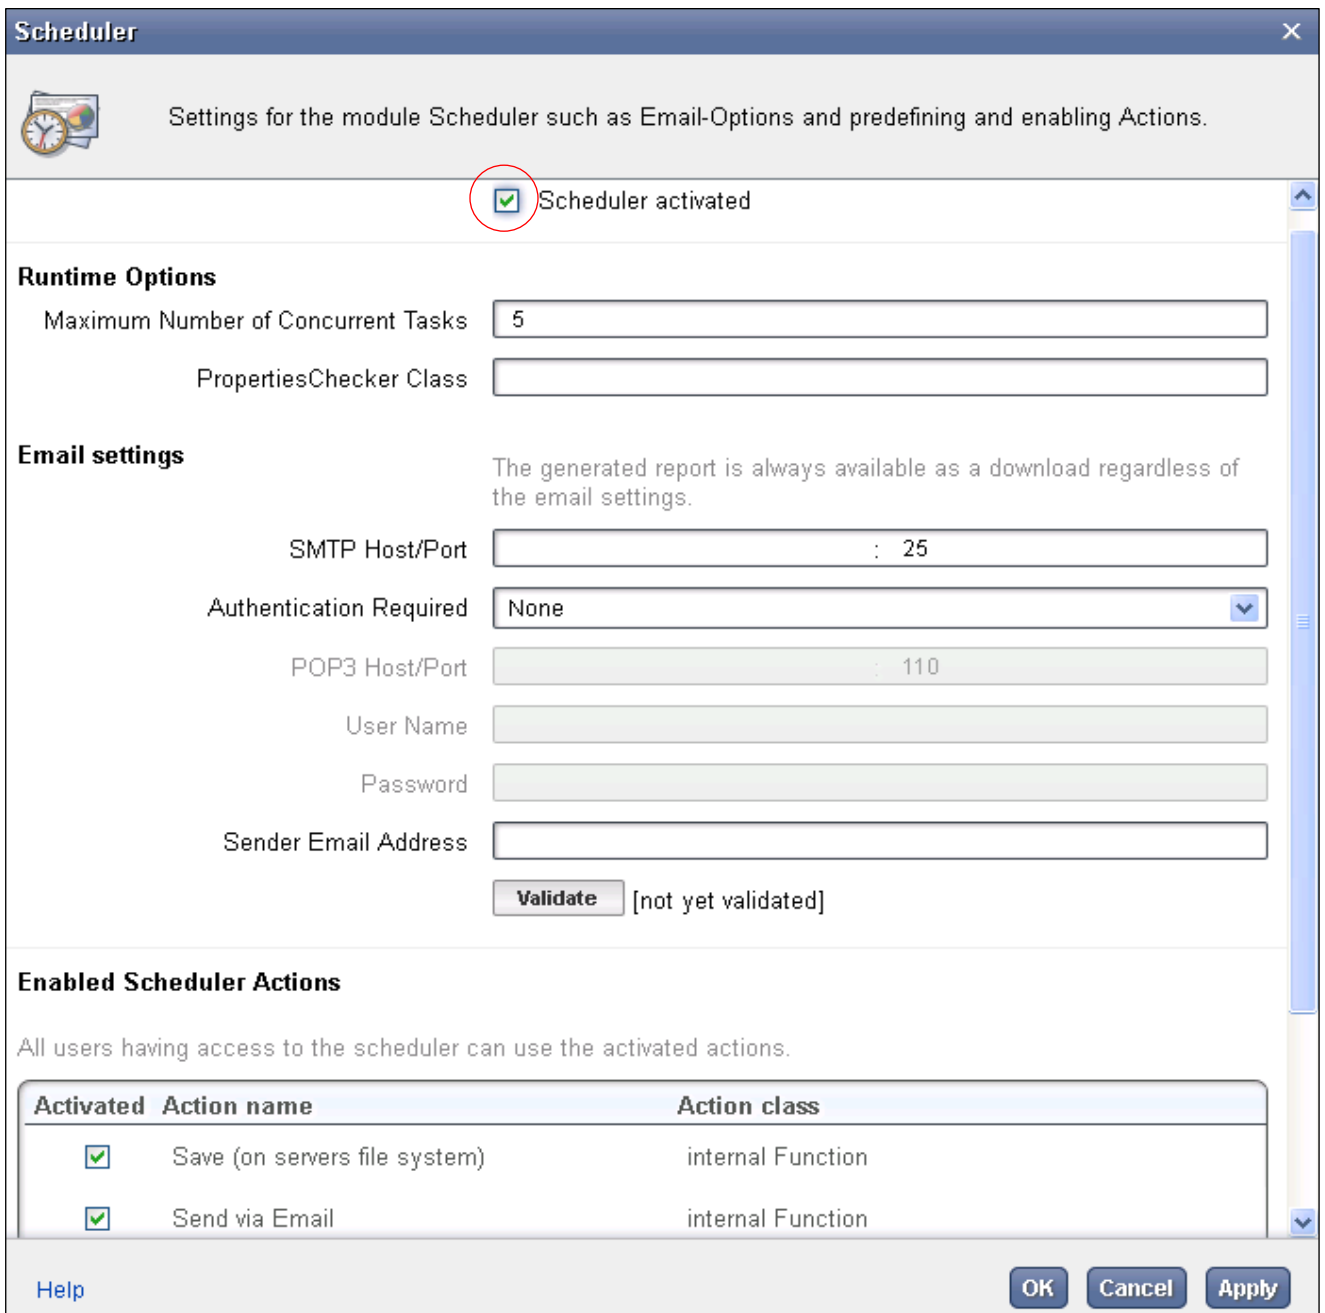 Scheduler
Settings for the module Scheduler such as Email-Options and predefining and enabling Actions.
Scheduler activated
Runtime Options
Maximum Number of Concurrent Tasks 5
PropertiesChecker Class
Email settings
The generated report is always available as a download regardless of
the email settings.
SMTP Host/Port : 25
Authentication Required None
POP3 Host/Port : 110
User Name
Password
Sender Email Address
Validate [not yet validated]
Enabled Scheduler Actions
All users having access to the scheduler can use the activated actions.
Activated Action name Action class
Save (on servers file system) internal Function
Send via Email internal Function
Help OK Cancel Apply